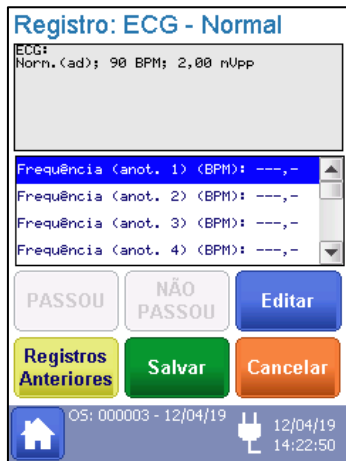 Registro: ECG - Normal
ECG:
Norm.(ad); 90 BPM; 2,00 mVpp
Frequência (anot. 1) (BPM): ---,-
Frequência (anot. 2) (BPM): ---,-
Frequência (anot. 3) (BPM): ---,-
Frequência (anot. 4) (BPM): ---,-
PASSOU
NÃO
PASSOU
Editar
Registros
Anteriores
Salvar
Cancelar
OS: 000003 - 12/04/19
12/04/19
14:22:50